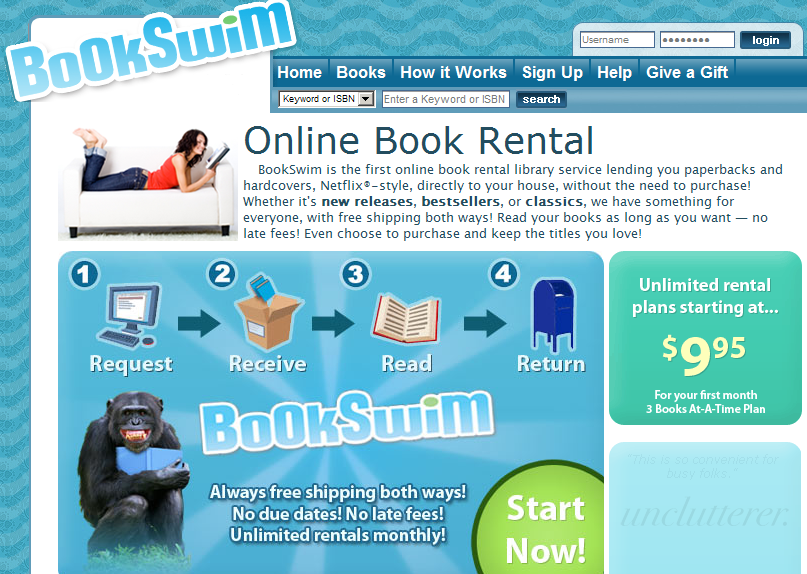 BookSwim
Username
••••••••
login
Home
Books
How it Works
Sign Up
Help
Give a Gift
Keyword or ISBN
Enter a Keyword or ISBN
search
Online Book Rental
BookSwim is the first online book rental library service lending you paperbacks and
hardcovers, Netflix®-style, directly to your house, without the need to purchase!
Whether it's new releases, bestsellers, or classics, we have something for
everyone, with free shipping both ways! Read your books as long as you want — no
late fees! Even choose to purchase and keep the titles you love!
1
2
3
4
Request
Receive
Read
Return
BookSwim
Always free shipping both ways!
No due dates! No late fees!
Unlimited rentals monthly!
Start
Now!
Unlimited rental
plans starting at...
$9.95
For your first month
3 Books At-A-Time Plan
"This is so convenient for
busy folks."
unclutterer.